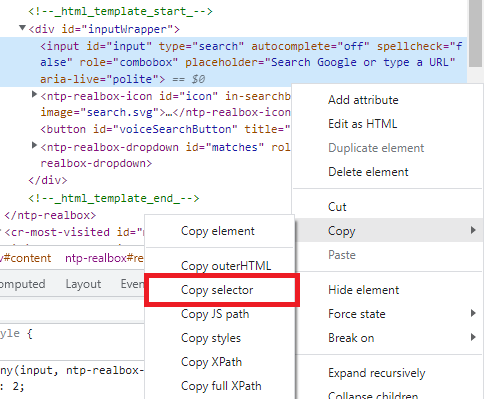 <!--_html_template_start_-->
<div id="inputWrapper">
<input id="input" type="search" autocomplete="off" spellcheck="f
alse" role="combobox" placeholder="Search Google or type a URL"
aria-live="polite"> == $0
<ntp-realbox-icon id="icon" in-searchb
image="search.svg">…</ntp-realbox-icon
<button id="voiceSearchButton" title="
<ntp-realbox-dropdown id="matches" rol
realbox-dropdown>
</div>
<!--_html_template_end_-->
</ntp-realbox>
<cr-most-visited id="m
v#content ntp-realbox#re
omputed Layout Even
tyle {
ny(input, ntp-realbox-
: 2;
Add attribute
Edit as HTML
Duplicate element
Delete element
Cut
Copy
Paste
Hide element
Force state
Break on
Expand recursively
Collapse children
Copy element
Copy outerHTML
Copy selector
Copy JS path
Copy styles
Copy XPath
Copy full XPath